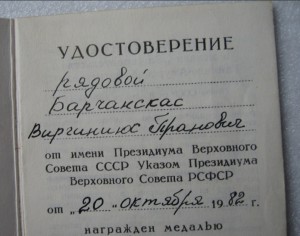 УДОСТОВЕРЕНИЕ
рядовой
Барчанскас
Виргиниюс Пранович
от имени Президиума Верховного
Совета СССР Указом Президиума
Верховного Совета РСФСР
от „20" октября 1982 г.
награжден медалью